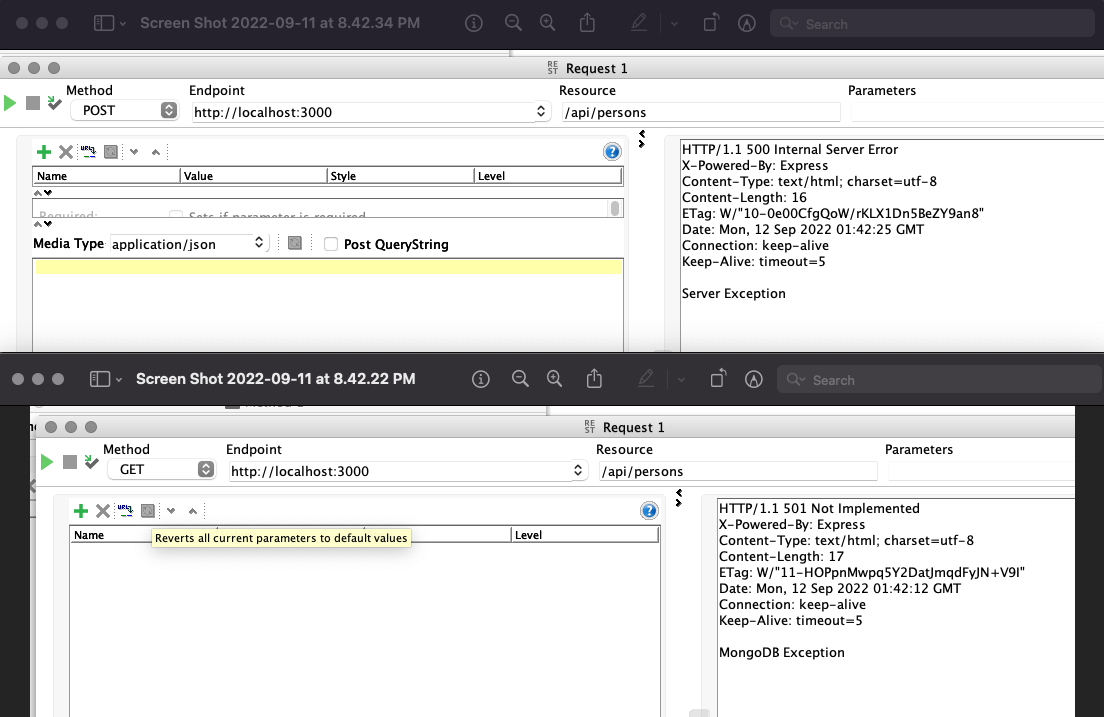 Screen Shot 2022-09-11 at 8.42.34 PM
Search
REST Request 1
Method Endpoint Resource Parameters
POST http://localhost:3000 /api/persons
URL
Name Value Style Level
Required: Sets if parameter is required
Media Type application/json Post QueryString
HTTP/1.1 500 Internal Server Error
X-Powered-By: Express
Content-Type: text/html; charset=utf-8
Content-Length: 16
ETag: W/"10-0e00CfgQoW/rKLX1Dn5BeZY9an8"
Date: Mon, 12 Sep 2022 01:42:25 GMT
Connection: keep-alive
Keep-Alive: timeout=5
Server Exception
Screen Shot 2022-09-11 at 8.42.22 PM
Search
REST Request 1
Method Endpoint Resource Parameters
GET http://localhost:3000 /api/persons
URL
Name Level
Reverts all current parameters to default values
HTTP/1.1 501 Not Implemented
X-Powered-By: Express
Content-Type: text/html; charset=utf-8
Content-Length: 17
ETag: W/"11-HOPpnMwpq5Y2DatJmqdFyJN+V9I"
Date: Mon, 12 Sep 2022 01:42:12 GMT
Connection: keep-alive
Keep-Alive: timeout=5
MongoDB Exception